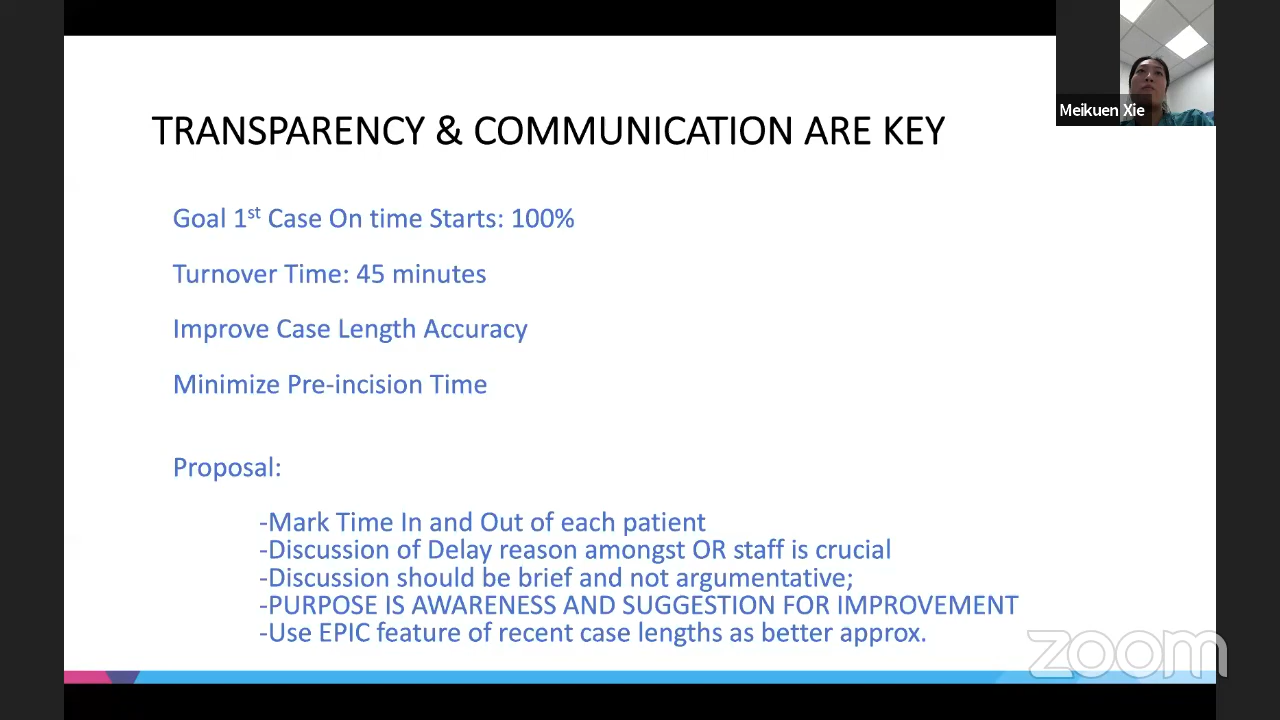 Meikuen Xie
TRANSPARENCY & COMMUNICATION ARE KEY
Goal 1st Case On time Starts: 100%
Turnover Time: 45 minutes
Improve Case Length Accuracy
Minimize Pre-incision Time
Proposal:
-Mark Time In and Out of each patient
-Discussion of Delay reason amongst OR staff is crucial
-Discussion should be brief and not argumentative;
-PURPOSE IS AWARENESS AND SUGGESTION FOR IMPROVEMENT
-Use EPIC feature of recent case lengths as better approx.
zoom